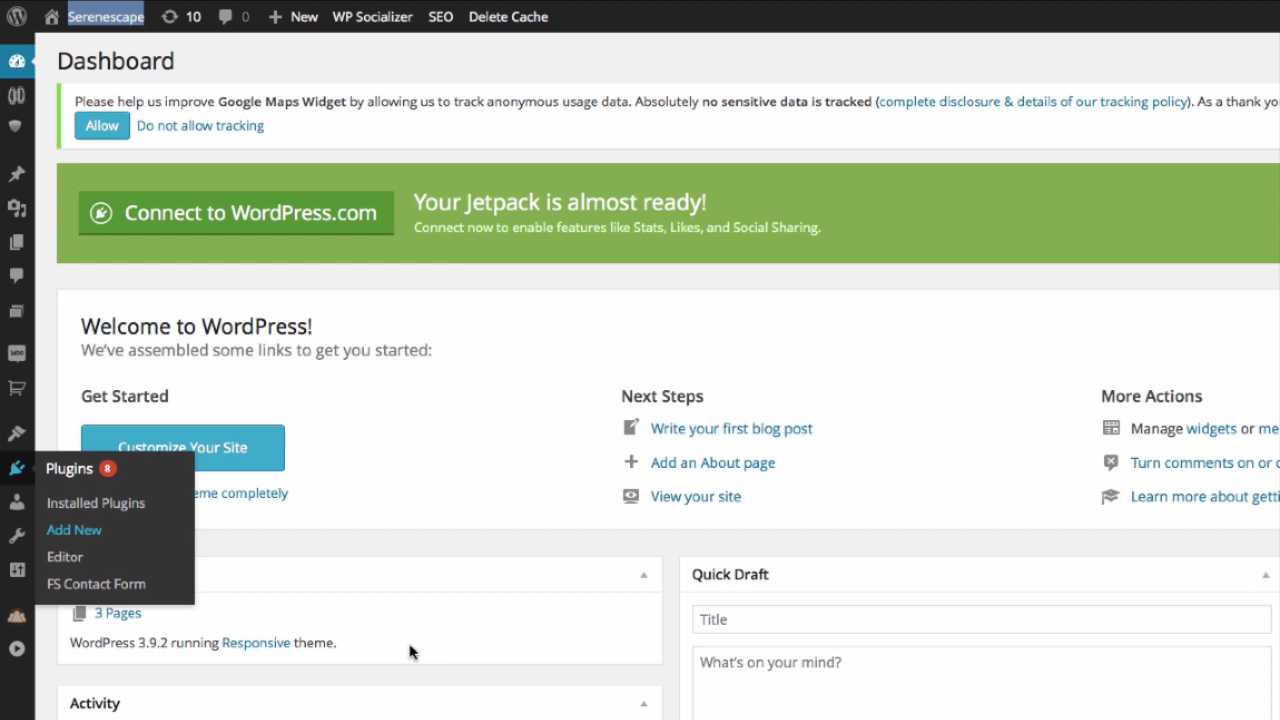 Serenescape 10 0 New WP Socializer SEO Delete Cache
Dashboard
Please help us improve Google Maps Widget by allowing us to track anonymous usage data. Absolutely no sensitive data is tracked (complete disclosure & details of our tracking policy). As a thank
Allow Do not allow tracking
Connect to WordPress.com
Your Jetpack is almost ready!
Connect now to enable features like Stats, Likes, and Social Sharing.
Welcome to WordPress!
We've assembled some links to get you started:
Get Started
Customize Your Site
completely
Next Steps
Write your first blog post
Add an About page
View your site
More Actions
Manage widgets or
Turn comments on or
Learn more about
woo
Plugins 8
Installed Plugins
Add New
Editor
FS Contact Form
3 Pages
WordPress 3.9.2 running Responsive theme.
Activity
Quick Draft
Title
What's on your mind?